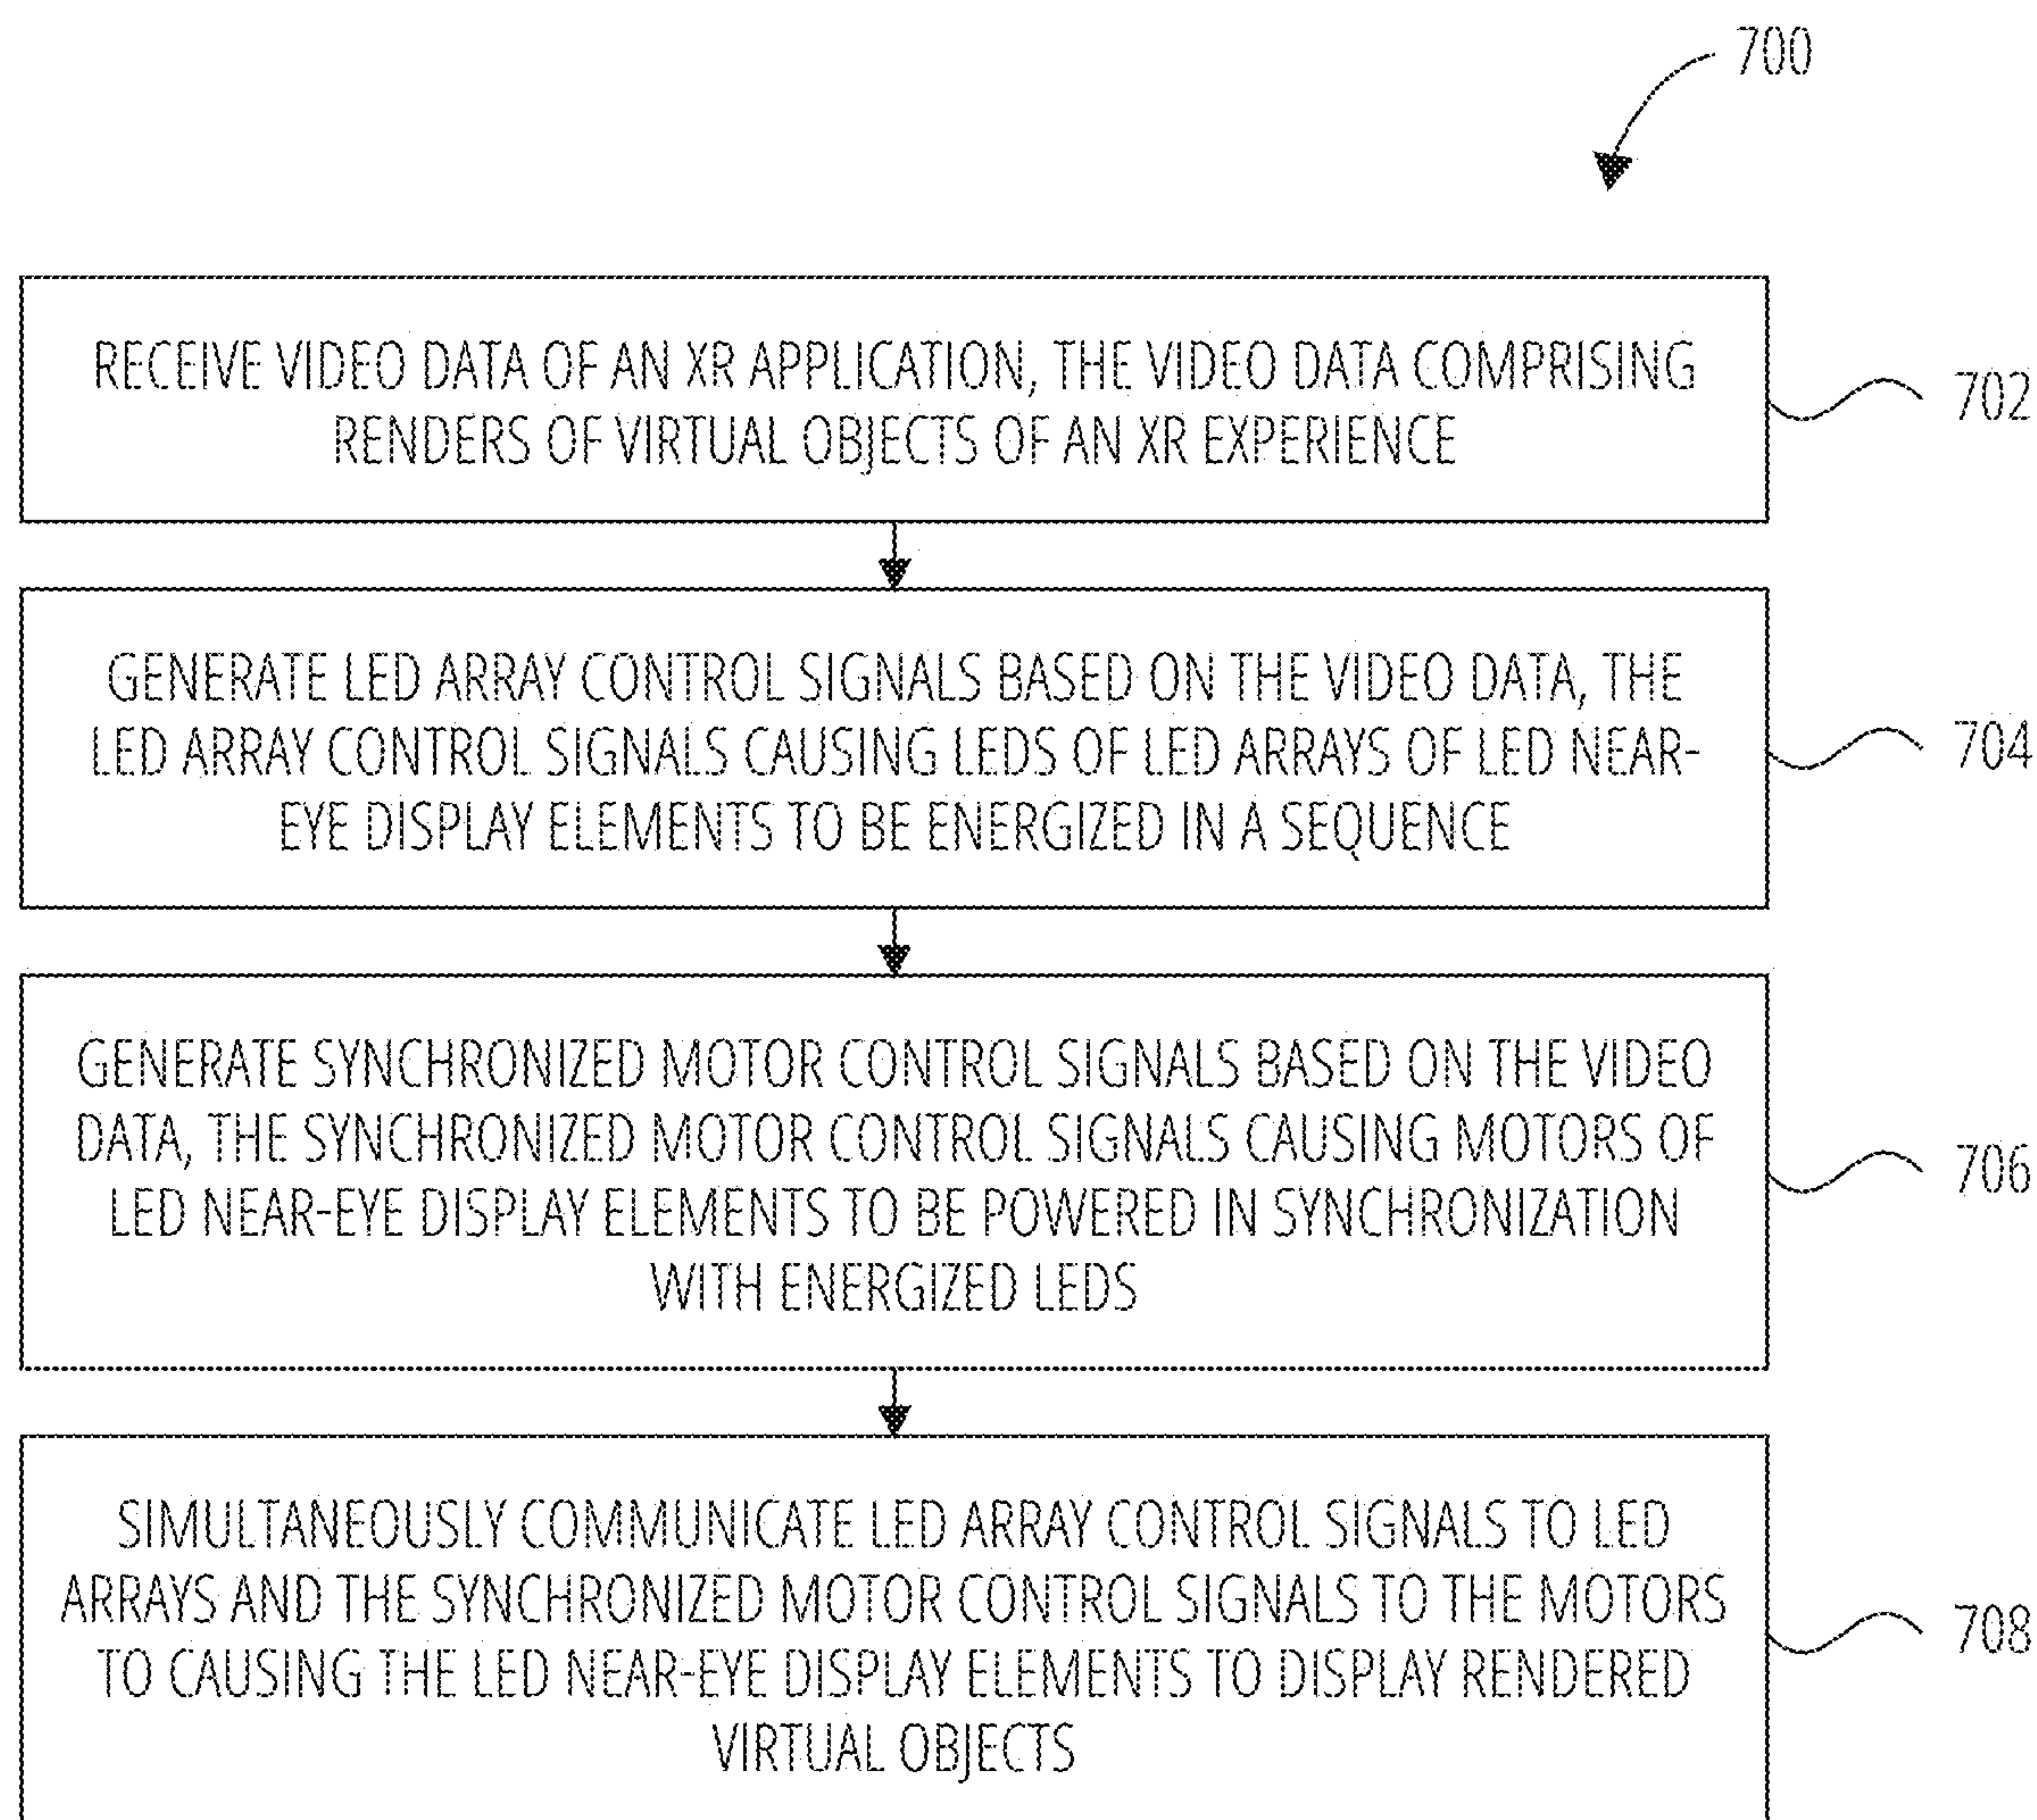 700
RECEIVE VIDEO DATA OF AN XR APPLICATION, THE VIDEO DATA COMPRISING
RENDERS OF VIRTUAL OBJECTS OF AN XR EXPERIENCE
702
GENERATE LED ARRAY CONTROL SIGNALS BASED ON THE VIDEO DATA, THE
LED ARRAY CONTROL SIGNALS CAUSING LEDS OF LED ARRAYS OF LED NEAR-
EYE DISPLAY ELEMENTS TO BE ENERGIZED IN A SEQUENCE
704
GENERATE SYNCHRONIZED MOTOR CONTROL SIGNALS BASED ON THE VIDEO
DATA, THE SYNCHRONIZED MOTOR CONTROL SIGNALS CAUSING MOTORS OF
LED NEAR-EYE DISPLAY ELEMENTS TO BE POWERED IN SYNCHRONIZATION
WITH ENERGIZED LEDS
706
SIMULTANEOUSLY COMMUNICATE LED ARRAY CONTROL SIGNALS TO LED
ARRAYS AND THE SYNCHRONIZED MOTOR CONTROL SIGNALS TO THE MOTORS
TO CAUSING THE LED NEAR-EYE DISPLAY ELEMENTS TO DISPLAY RENDERED
VIRTUAL OBJECTS
708